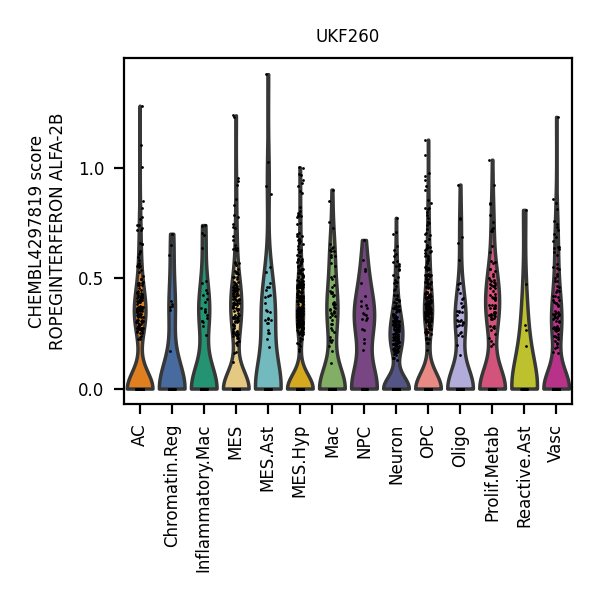 UKF260
CHEMBL4297819 score
ROPEGINTERFERON ALFA-2B
1.0
0.5
0.0
AC
Chromatin.Reg
Inflammatory.Mac
MES
MES.Ast
MES.Hyp
Mac
NPC
Neuron
OPC
Oligo
Prolif.Metab
Reactive.Ast
Vasc